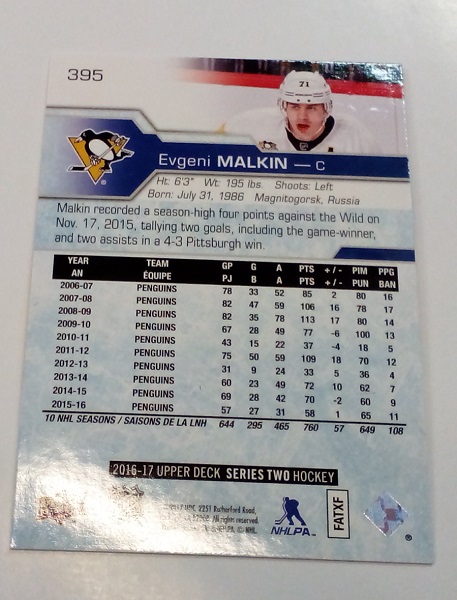 395
71
Evgeni MALKIN — C
Ht: 6'3" Wt: 195 lbs. Shoots: Left
Born: July 31, 1986 Magnitogorsk, Russia
Malkin recorded a season-high four points against the Wild on
Nov. 17, 2015, tallying two goals, including the game-winner,
and two assists in a 4-3 Pittsburgh win.
YEAR TEAM GP G A PTS + / - PIM PPG
AN ÉQUIPE PJ B A PTS + / - PUN BAN
2006-07 PENGUINS 78 33 52 85 2 80 16
2007-08 PENGUINS 82 47 59 106 16 78 17
2008-09 PENGUINS 82 35 78 113 17 80 14
2009-10 PENGUINS 67 28 49 77 -6 100 13
2010-11 PENGUINS 43 15 22 37 -4 18 5
2011-12 PENGUINS 75 50 59 109 18 70 12
2012-13 PENGUINS 31 9 24 33 5 36 4
2013-14 PENGUINS 60 23 49 72 10 62 7
2014-15 PENGUINS 69 28 42 70 -2 60 9
2015-16 PENGUINS 57 27 31 58 1 65 11
10 NHL SEASONS / SAISONS DE LA LNH 644 295 465 760 57 649 108
2016-17 UPPER DECK SERIES TWO HOCKEY
2251 Rutherford Road,
All rights reserved.
© NHL.
NHLPA
FATXF
®